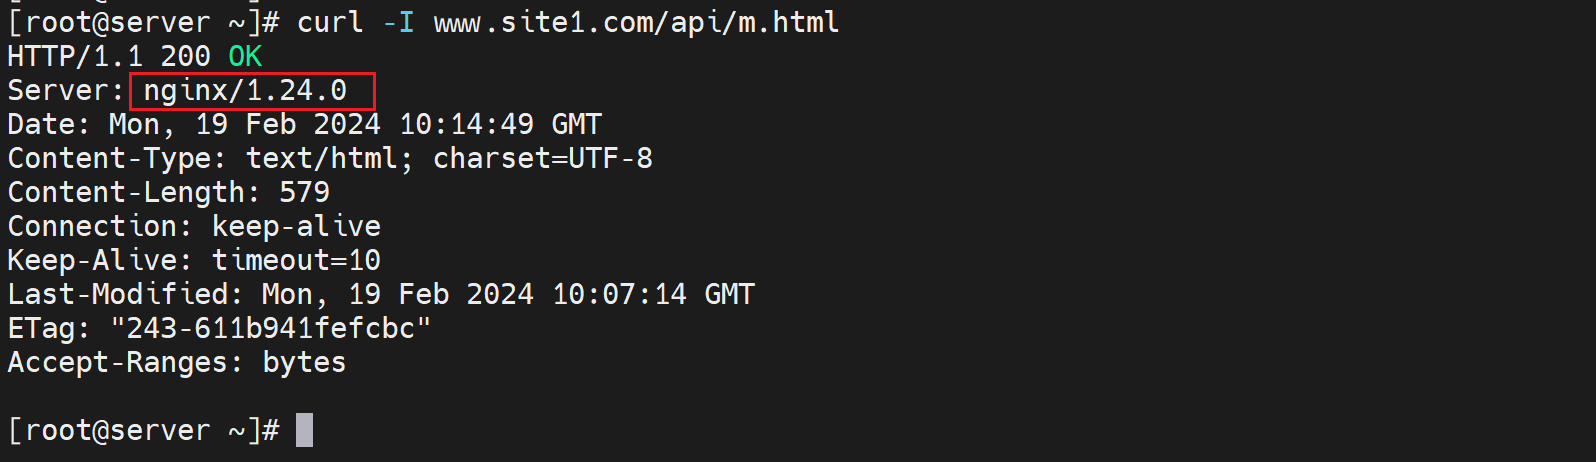 [root@server ~]# curl -I www.site1.com/api/m.html
HTTP/1.1 200 OK
Server: nginx/1.24.0
Date: Mon, 19 Feb 2024 10:14:49 GMT
Content-Type: text/html; charset=UTF-8
Content-Length: 579
Connection: keep-alive
Keep-Alive: timeout=10
Last-Modified: Mon, 19 Feb 2024 10:07:14 GMT
ETag: "243-611b941fefcbc"
Accept-Ranges: bytes
[root@server ~]#